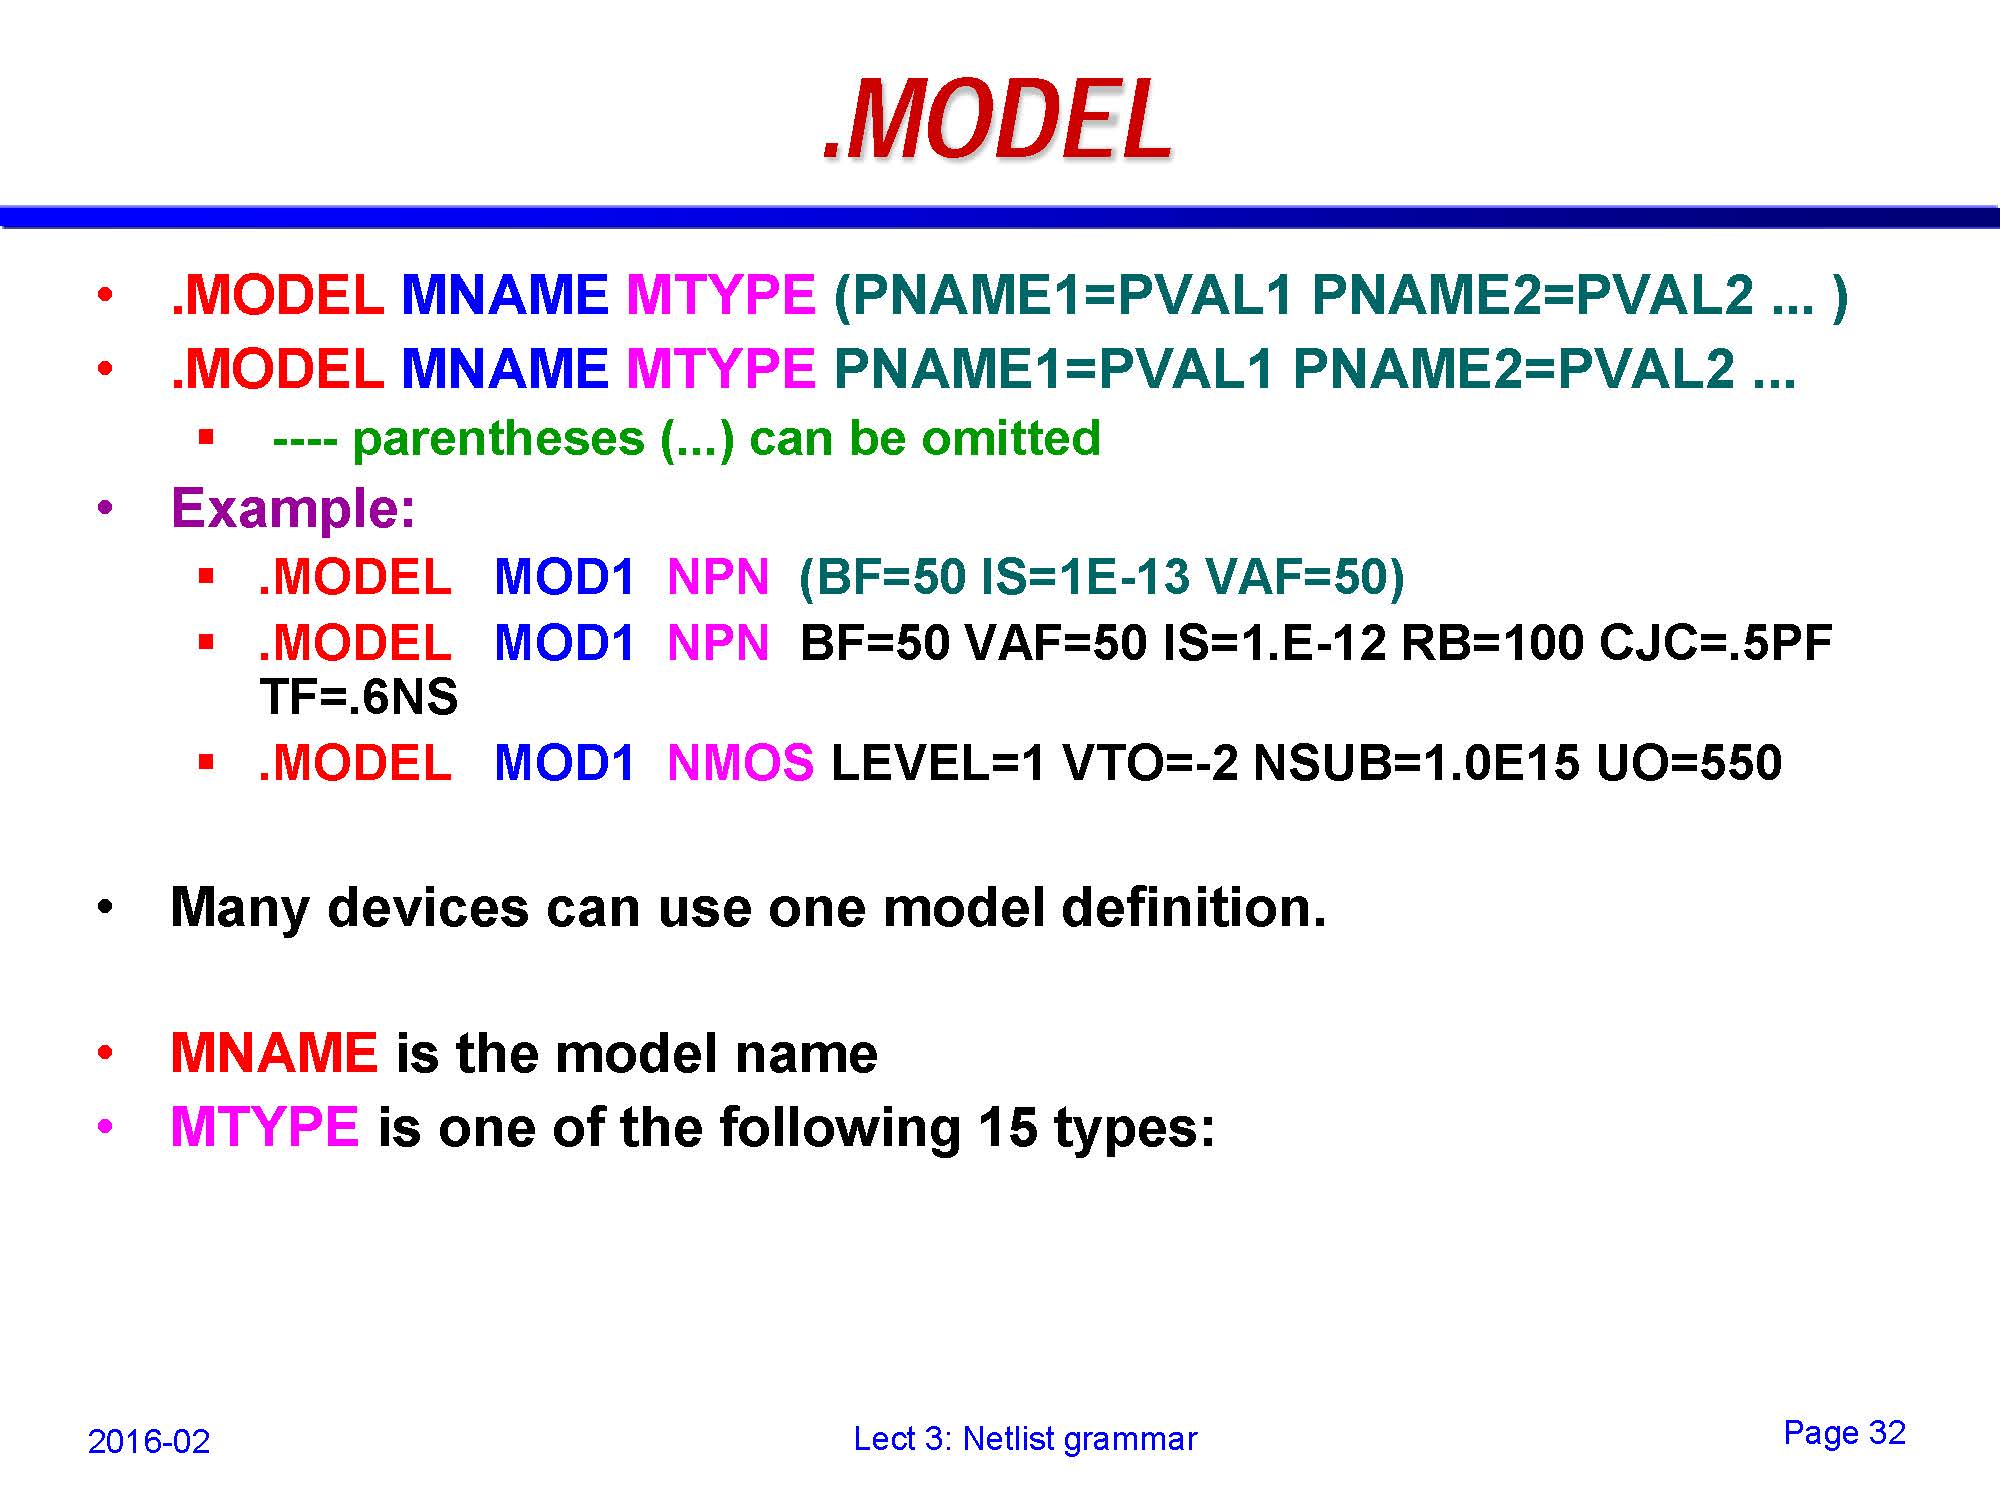 .MODEL
• .MODEL MNAME MTYPE (PNAME1=PVAL1 PNAME2=PVAL2 ... )
• .MODEL MNAME MTYPE PNAME1=PVAL1 PNAME2=PVAL2 ...
▪ ---- parentheses (...) can be omitted
• Example:
▪ .MODEL MOD1 NPN (BF=50 IS=1E-13 VAF=50)
▪ .MODEL MOD1 NPN BF=50 VAF=50 IS=1.E-12 RB=100 CJC=.5PF
TF=.6NS
▪ .MODEL MOD1 NMOS LEVEL=1 VTO=-2 NSUB=1.0E15 UO=550
• Many devices can use one model definition.
• MNAME is the model name
• MTYPE is one of the following 15 types:
2016-02
Lect 3: Netlist grammar
Page 32